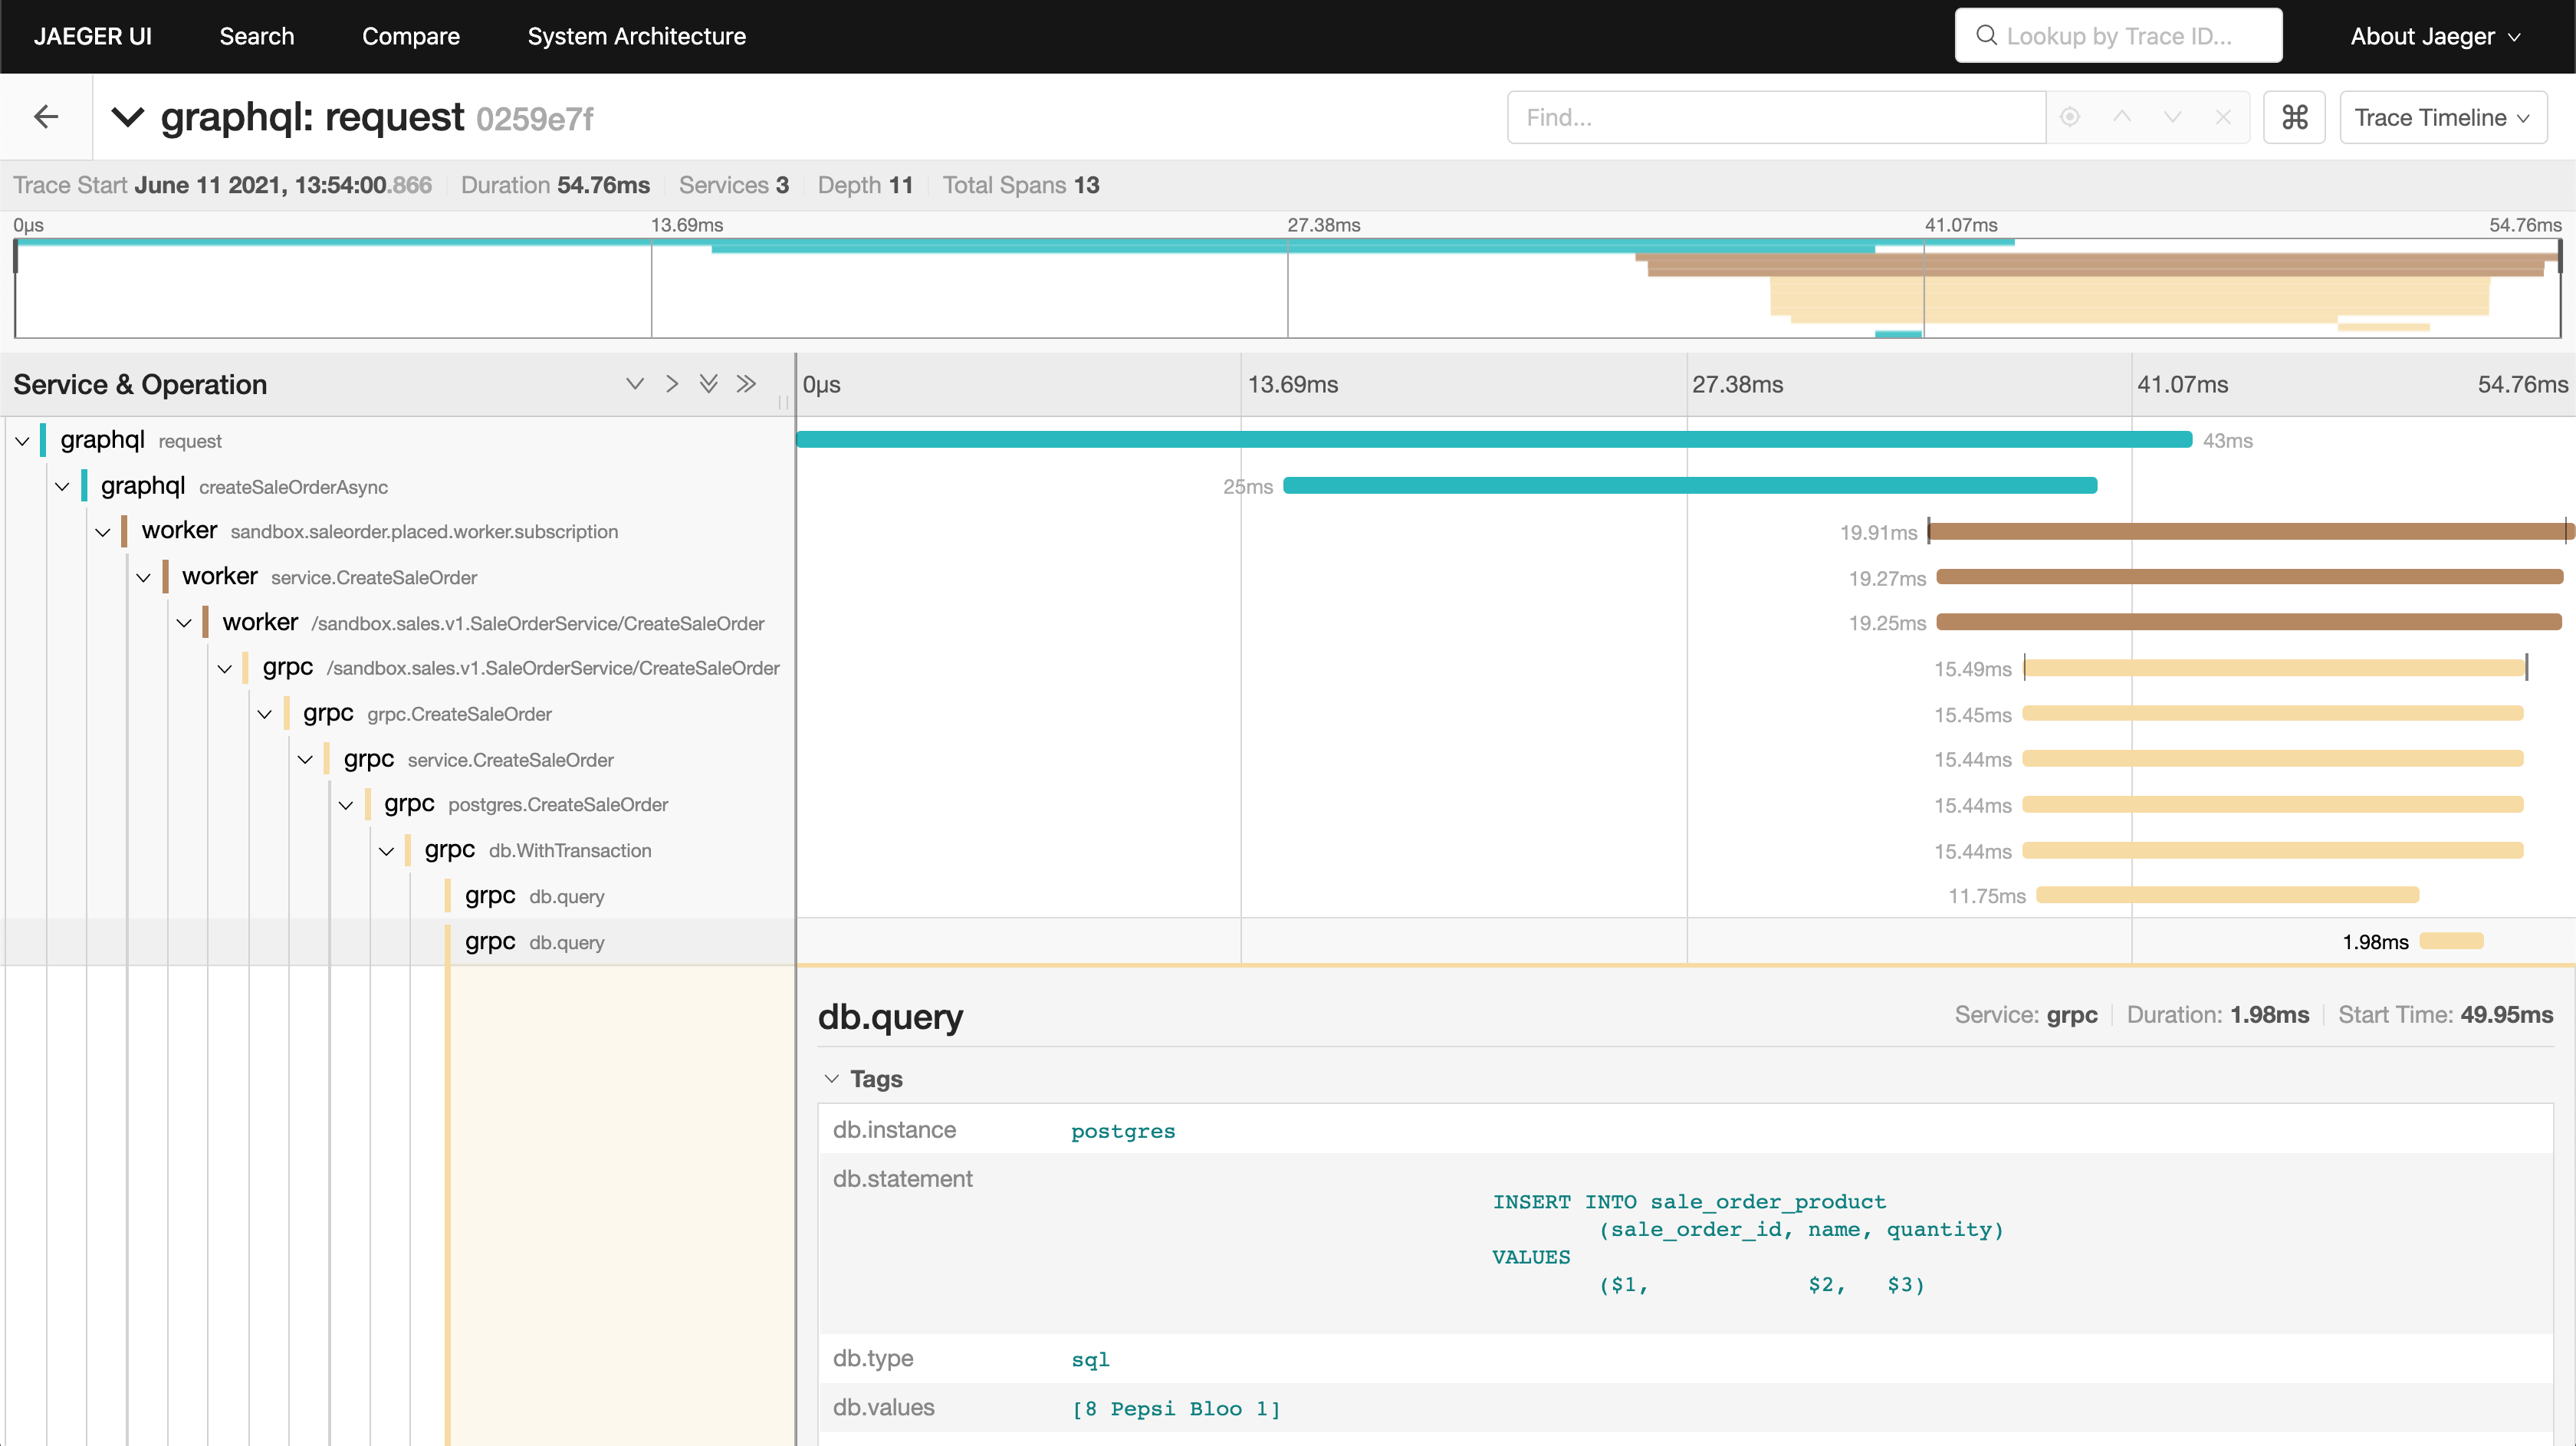 JAEGER UI Search Compare System Architecture Lookup by Trace ID... About Jaeger
graphql: request 0259e7f Find... ⌘ Trace Timeline
Trace Start June 11 2021, 13:54:00.866 Duration 54.76ms Services 3 Depth 11 Total Spans 13
0μs 13.69ms 27.38ms 41.07ms 54.76ms
Service & Operation 0μs 13.69ms 27.38ms 41.07ms 54.76ms
graphql request 43ms
graphql createSaleOrderAsync 25ms
worker sandbox.saleorder.placed.worker.subscription 19.91ms
worker service.CreateSaleOrder 19.27ms
worker /sandbox.sales.v1.SaleOrderService/CreateSaleOrder 19.25ms
grpc /sandbox.sales.v1.SaleOrderService/CreateSaleOrder 15.49ms
grpc grpc.CreateSaleOrder 15.45ms
grpc service.CreateSaleOrder 15.44ms
grpc postgres.CreateSaleOrder 15.44ms
grpc db.WithTransaction 15.44ms
grpc db.query 11.75ms
grpc db.query 1.98ms
db.query Service: grpc Duration: 1.98ms Start Time: 49.95ms
Tags
db.instance postgres
db.statement
INSERT INTO sale_order_product
(sale_order_id, name, quantity)
VALUES
($1, $2, $3)
db.type sql
db.values [8 Pepsi Bloo 1]